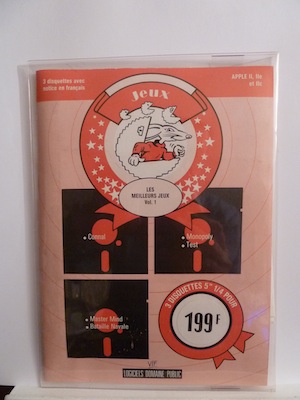 3 disquettes avec
notice en français
APPLE II, IIe
et IIc
Jeux
LES
MEILLEURS JEUX
Vol. 1
• Monopoly
• Test
• Master Mind
• Bataille Navale
3 DISQUETTES 5" 1/4 POUR
199F
VIF
LOGICIELS DOMAINE PUBLIC